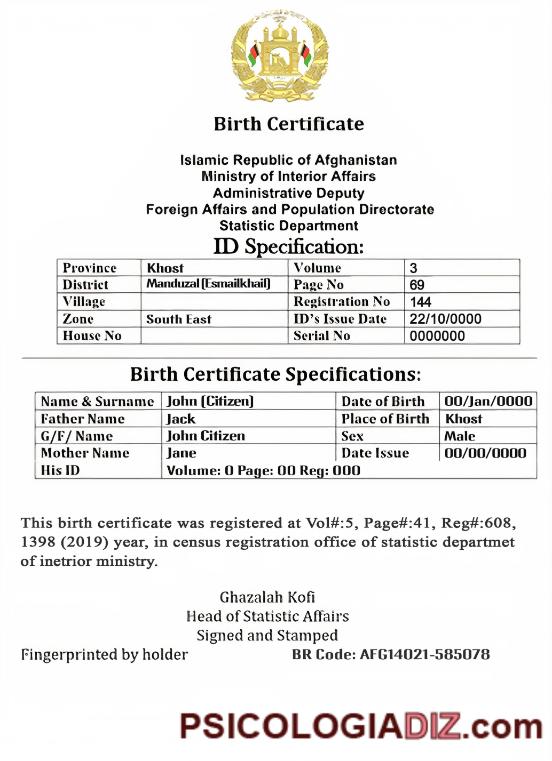 Birth Certificate
Islamic Republic of Afghanistan
Ministry of Interior Affairs
Administrative Deputy
Foreign Affairs and Population Directorate
Statistic Department
ID Specification:
Province Khost Volume 3
District Manduzal (Esmailkhail) Page No 69
Village Registration No 144
Zone South East ID's Issue Date 22/10/0000
House No Serial No 0000000
Birth Certificate Specifications:
Name & Surname John (Citizen) Date of Birth 00/Jan/0000
Father Name Jack Place of Birth Khost
G/F/ Name John Citizen Sex Male
Mother Name Jane Date Issue 00/00/0000
His ID Volume: 0 Page: 00 Reg: 000
This birth certificate was registered at Vol#:5, Page#:41, Reg#:608,
1398 (2019) year, in census registration office of statistic departmet
of inetrior ministry.
Ghazalah Kofi
Head of Statistic Affairs
Signed and Stamped
Fingerprinted by holder BR Code: AFG14021-585078
PSICOLOGIADIZ.com